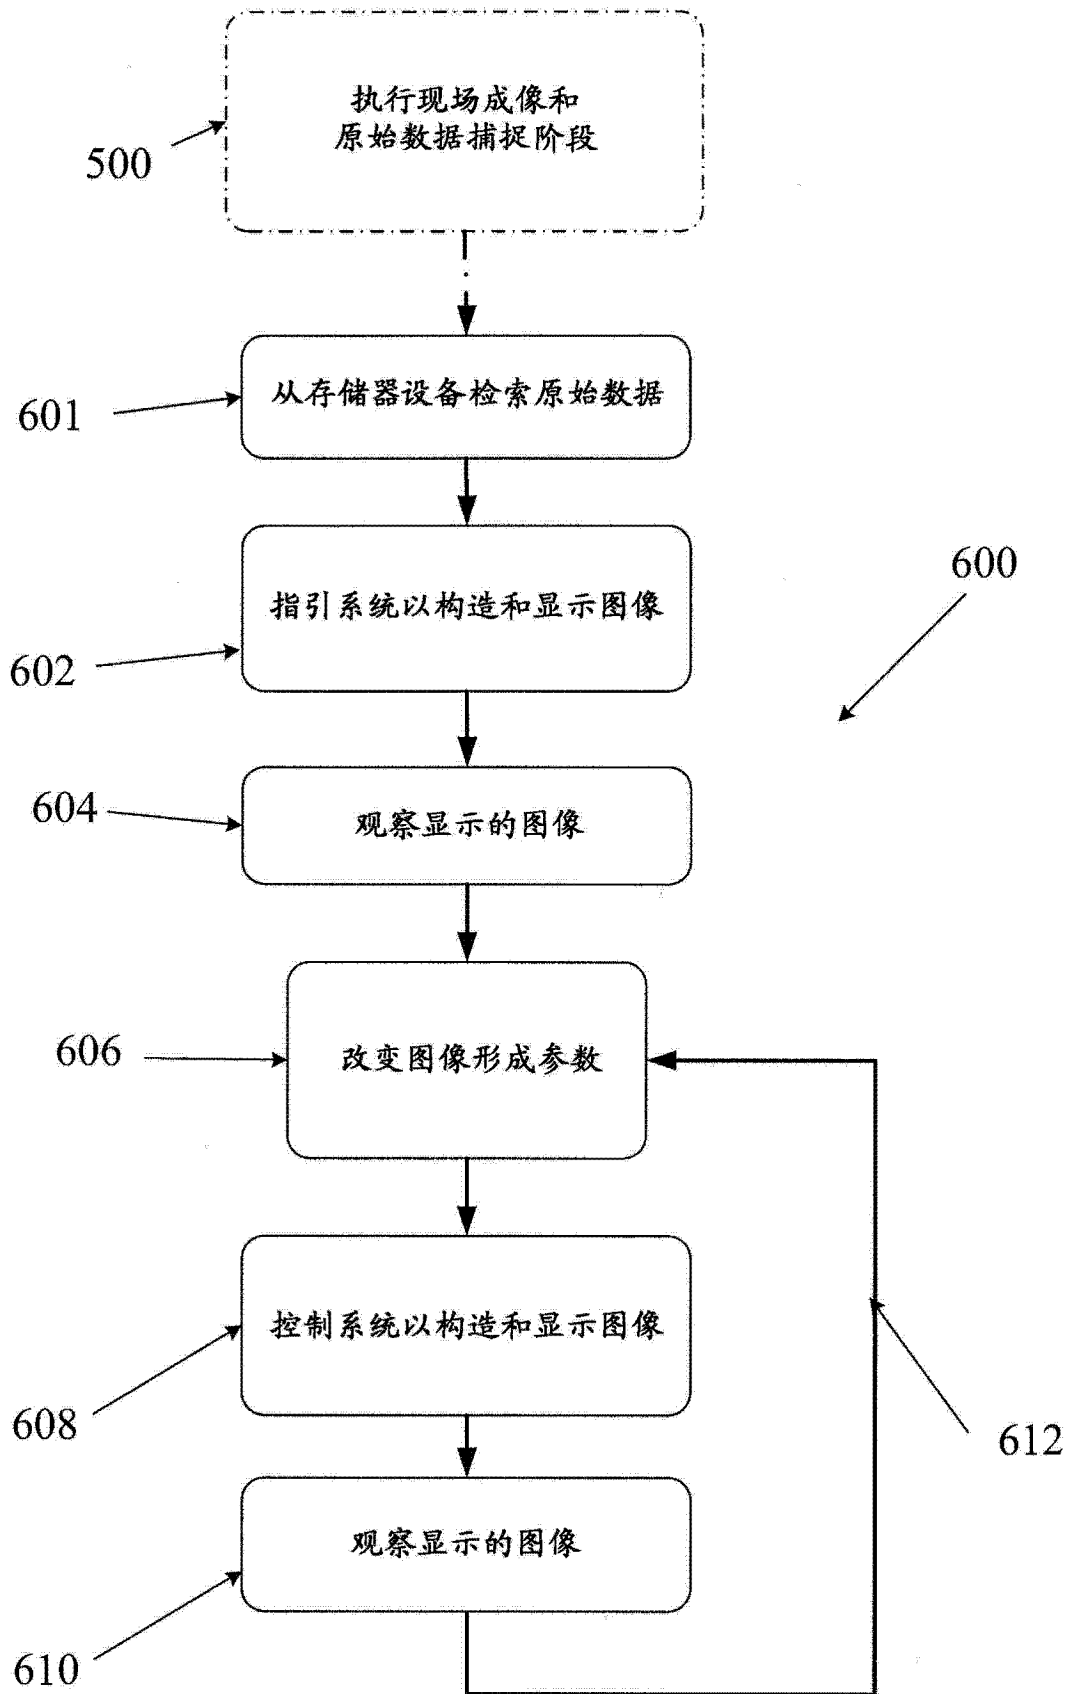 执行现场成像和
原始数据捕捉阶段
500
从存储器设备检索原始数据
601
指引系统以构造和显示图像
600
602
观察显示的图像
604
改变图像形成参数
606
控制系统以构造和显示图像
608
612
观察显示的图像
610